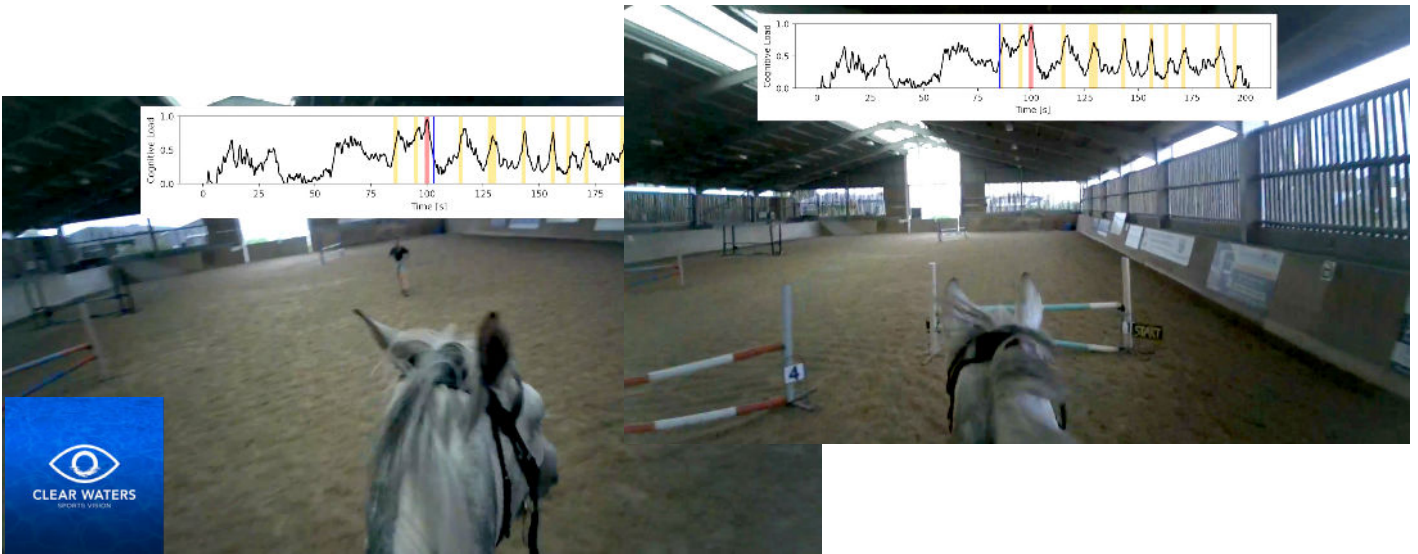 Cognitive Load
1.0
0.5
0.0
0 25 50 75 100 125 150 175 200
Time [s]
Cognitive Load
1.0
0.5
0.0
0 25 50 75 100 125 150 175
Time [s]
4
START
CLEAR WATERS
SPORTS VISION